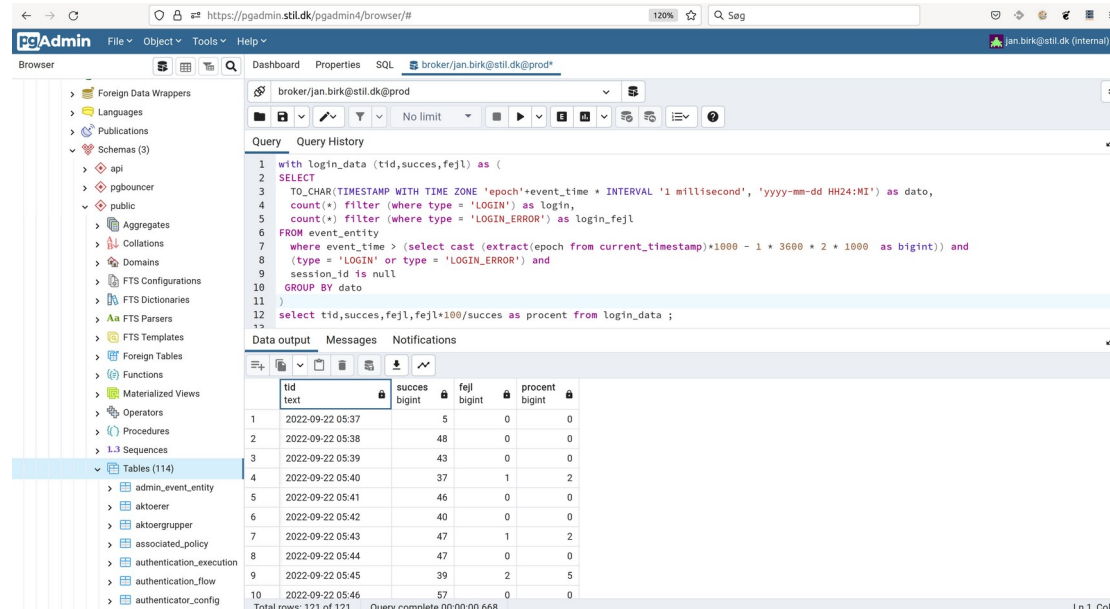 https://pgadmin.stil.dk/pgadmin4/browser/#
120%
Søg
pgAdmin File Object Tools Help
jan.birk@stil.dk (internal)
Browser
Dashboard Properties SQL broker/jan.birk@stil.dk@prod*
Foreign Data Wrappers
Languages
Publications
Schemas (3)
api
pgbouncer
public
Aggregates
Collations
Domains
FTS Configurations
FTS Dictionaries
Aa FTS Parsers
FTS Templates
Foreign Tables
Functions
Materialized Views
Operators
Procedures
1..3 Sequences
Tables (114)
admin_event_entity
aktoerer
aktoergrupper
associated_policy
authentication_execution
authentication_flow
authenticator_config
broker/jan.birk@stil.dk@prod
No limit
Query Query History
1 with login_data (tid,succes,fejl) as (
2 SELECT
3 TO_CHAR(TIMESTAMP WITH TIME ZONE 'epoch'+event_time * INTERVAL '1 millisecond', 'yyyy-mm-dd HH24:MI') as dato,
4 count(*) filter (where type = 'LOGIN') as login,
5 count(*) filter (where type = 'LOGIN_ERROR') as login_fejl
6 FROM event_entity
7 where event_time > (select cast (extract(epoch from current_timestamp)*1000 - 1 * 3600 * 2 * 1000 as bigint)) and
8 (type = 'LOGIN' or type = 'LOGIN_ERROR') and
9 session_id is null
10 GROUP BY dato
11 )
12 select tid,succes,fejl,fejl*100/succes as procent from login_data ;
Data output Messages Notifications
tid succes fejl procent
text bigint bigint bigint
1 2022-09-22 05:37 5 0 0
2 2022-09-22 05:38 48 0 0
3 2022-09-22 05:39 43 0 0
4 2022-09-22 05:40 37 1 2
5 2022-09-22 05:41 46 0 0
6 2022-09-22 05:42 40 0 0
7 2022-09-22 05:43 47 1 2
8 2022-09-22 05:44 47 0 0
9 2022-09-22 05:45 39 2 5
10 2022-09-22 05:46 57 0 0
Total rows: 121 of 121 Query complete 00:00:00.668
Ln 1, Col